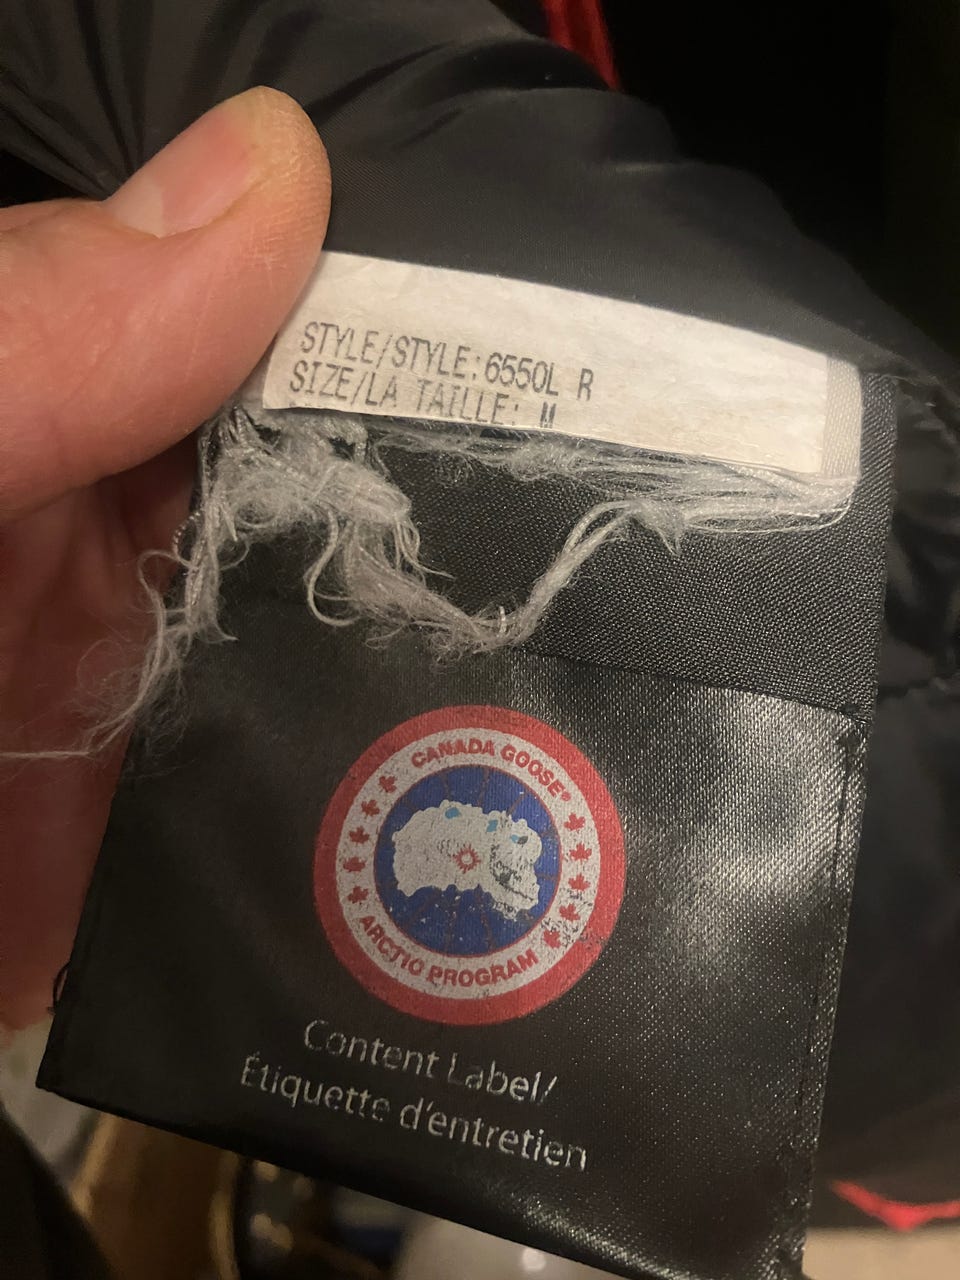 STYLE/STYLE: 6550L R
SIZE/LA TAILLE: M
CANADA GOOSE®
ARCTIC PROGRAM
Content Label/
Étiquette d'entretien